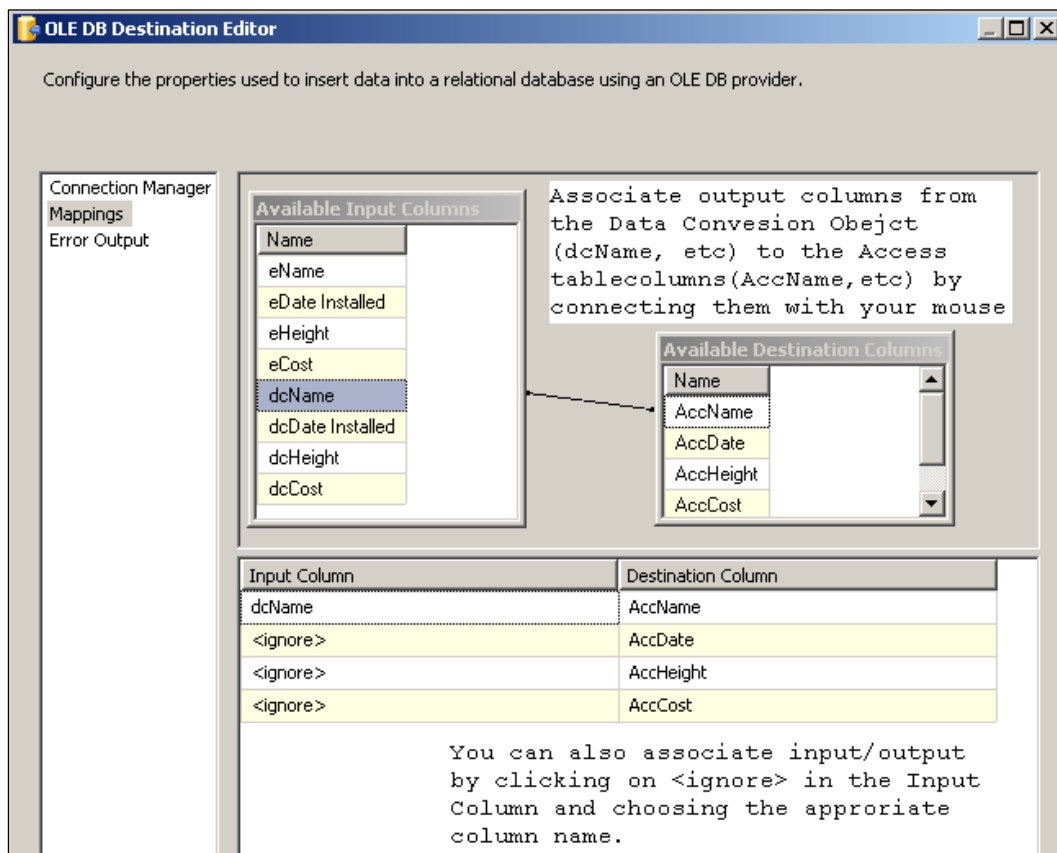 OLE DB Destination Editor
Configure the properties used to insert data into a relational database using an OLE DB provider.
Connection Manager
Mappings
Error Output
Available Input Columns
Name
eName
eDate Installed
eHeight
eCost
dcName
dcDate Installed
dcHeight
dcCost
Associate output columns from
the Data Convesion Obejct
(dcName, etc) to the Access
tablecolumns(AccName,etc) by
connecting them with your mouse
Available Destination Columns
Name
AccName
AccDate
AccHeight
AccCost
Input Column Destination Column
dcName AccName
<ignore> AccDate
<ignore> AccHeight
<ignore> AccCost
You can also associate input/output
by clicking on <ignore> in the Input
Column and choosing the approriate
column name.